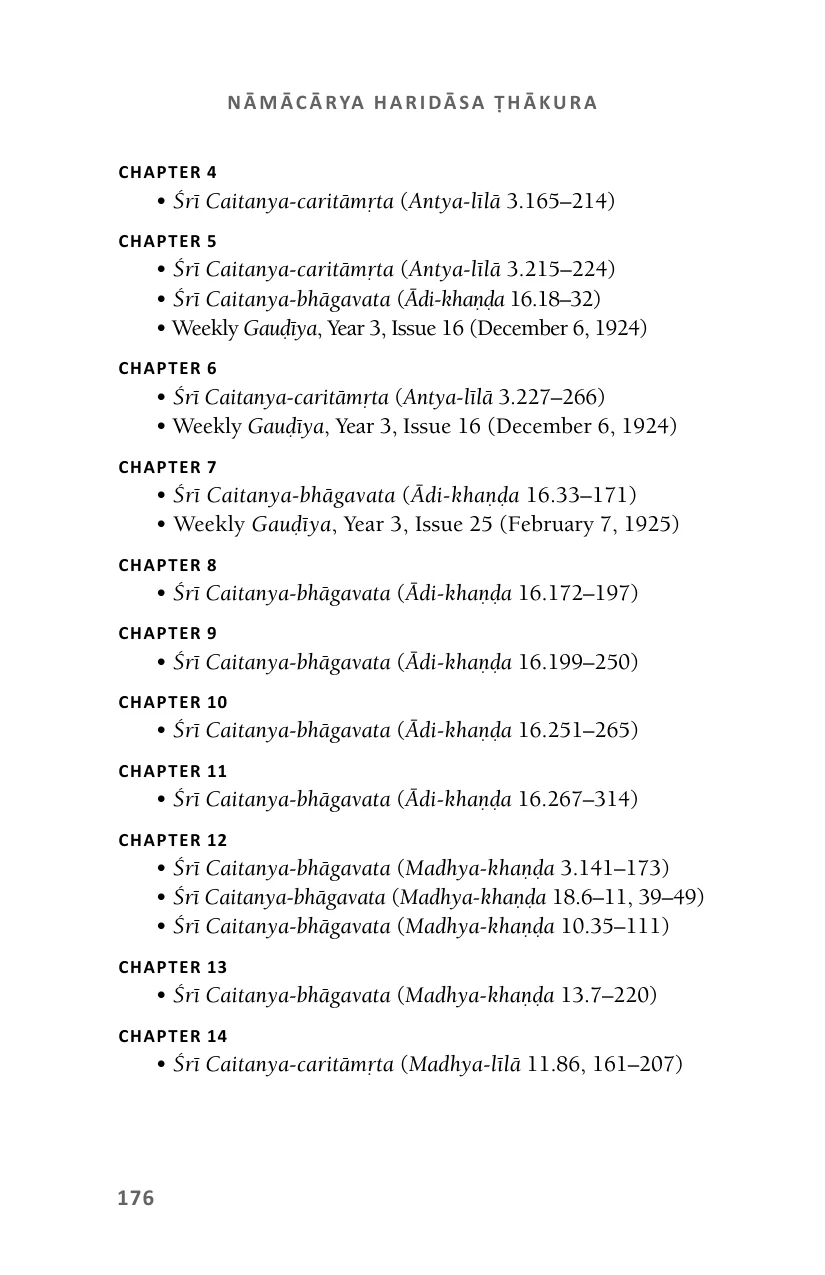 NĀMĀCĀRYA HARIDĀSA ṬHĀKURA
CHAPTER 4
• Śrī Caitanya-caritāmṛta (Antya-līlā 3.165–214)
CHAPTER 5
• Śrī Caitanya-caritāmṛta (Antya-līlā 3.215–224)
• Śrī Caitanya-bhāgavata (Ādi-khaṇḍa 16.18–32)
• Weekly Gauḍīya, Year 3, Issue 16 (December 6, 1924)
CHAPTER 6
• Śrī Caitanya-caritāmṛta (Antya-līlā 3.227–266)
• Weekly Gauḍīya, Year 3, Issue 16 (December 6, 1924)
CHAPTER 7
• Śrī Caitanya-bhāgavata (Ādi-khaṇḍa 16.33–171)
• Weekly Gauḍīya, Year 3, Issue 25 (February 7, 1925)
CHAPTER 8
• Śrī Caitanya-bhāgavata (Ādi-khaṇḍa 16.172–197)
CHAPTER 9
• Śrī Caitanya-bhāgavata (Ādi-khaṇḍa 16.199–250)
CHAPTER 10
• Śrī Caitanya-bhāgavata (Ādi-khaṇḍa 16.251–265)
CHAPTER 11
• Śrī Caitanya-bhāgavata (Ādi-khaṇḍa 16.267–314)
CHAPTER 12
• Śrī Caitanya-bhāgavata (Madhya-khaṇḍa 3.141–173)
• Śrī Caitanya-bhāgavata (Madhya-khaṇḍa 18.6–11, 39–49)
• Śrī Caitanya-bhāgavata (Madhya-khaṇḍa 10.35–111)
CHAPTER 13
• Śrī Caitanya-bhāgavata (Madhya-khaṇḍa 13.7–220)
CHAPTER 14
• Śrī Caitanya-caritāmṛta (Madhya-līlā 11.86, 161–207)
176